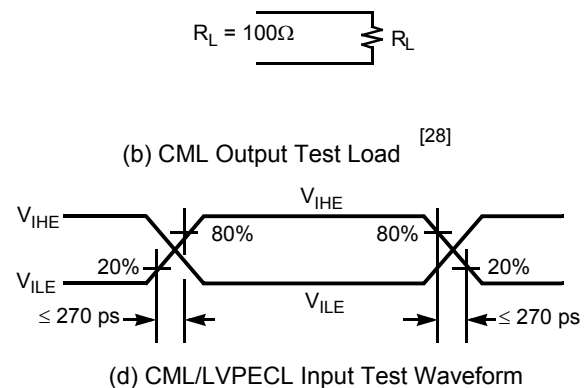 R_L = 100Ω
R_L
(b) CML Output Test Load [28]
V_IHE
V_IHE
80%
80%
20%
20%
V_ILE
V_ILE
≤ 270 ps
≤ 270 ps
(d) CML/LVPECL Input Test Waveform